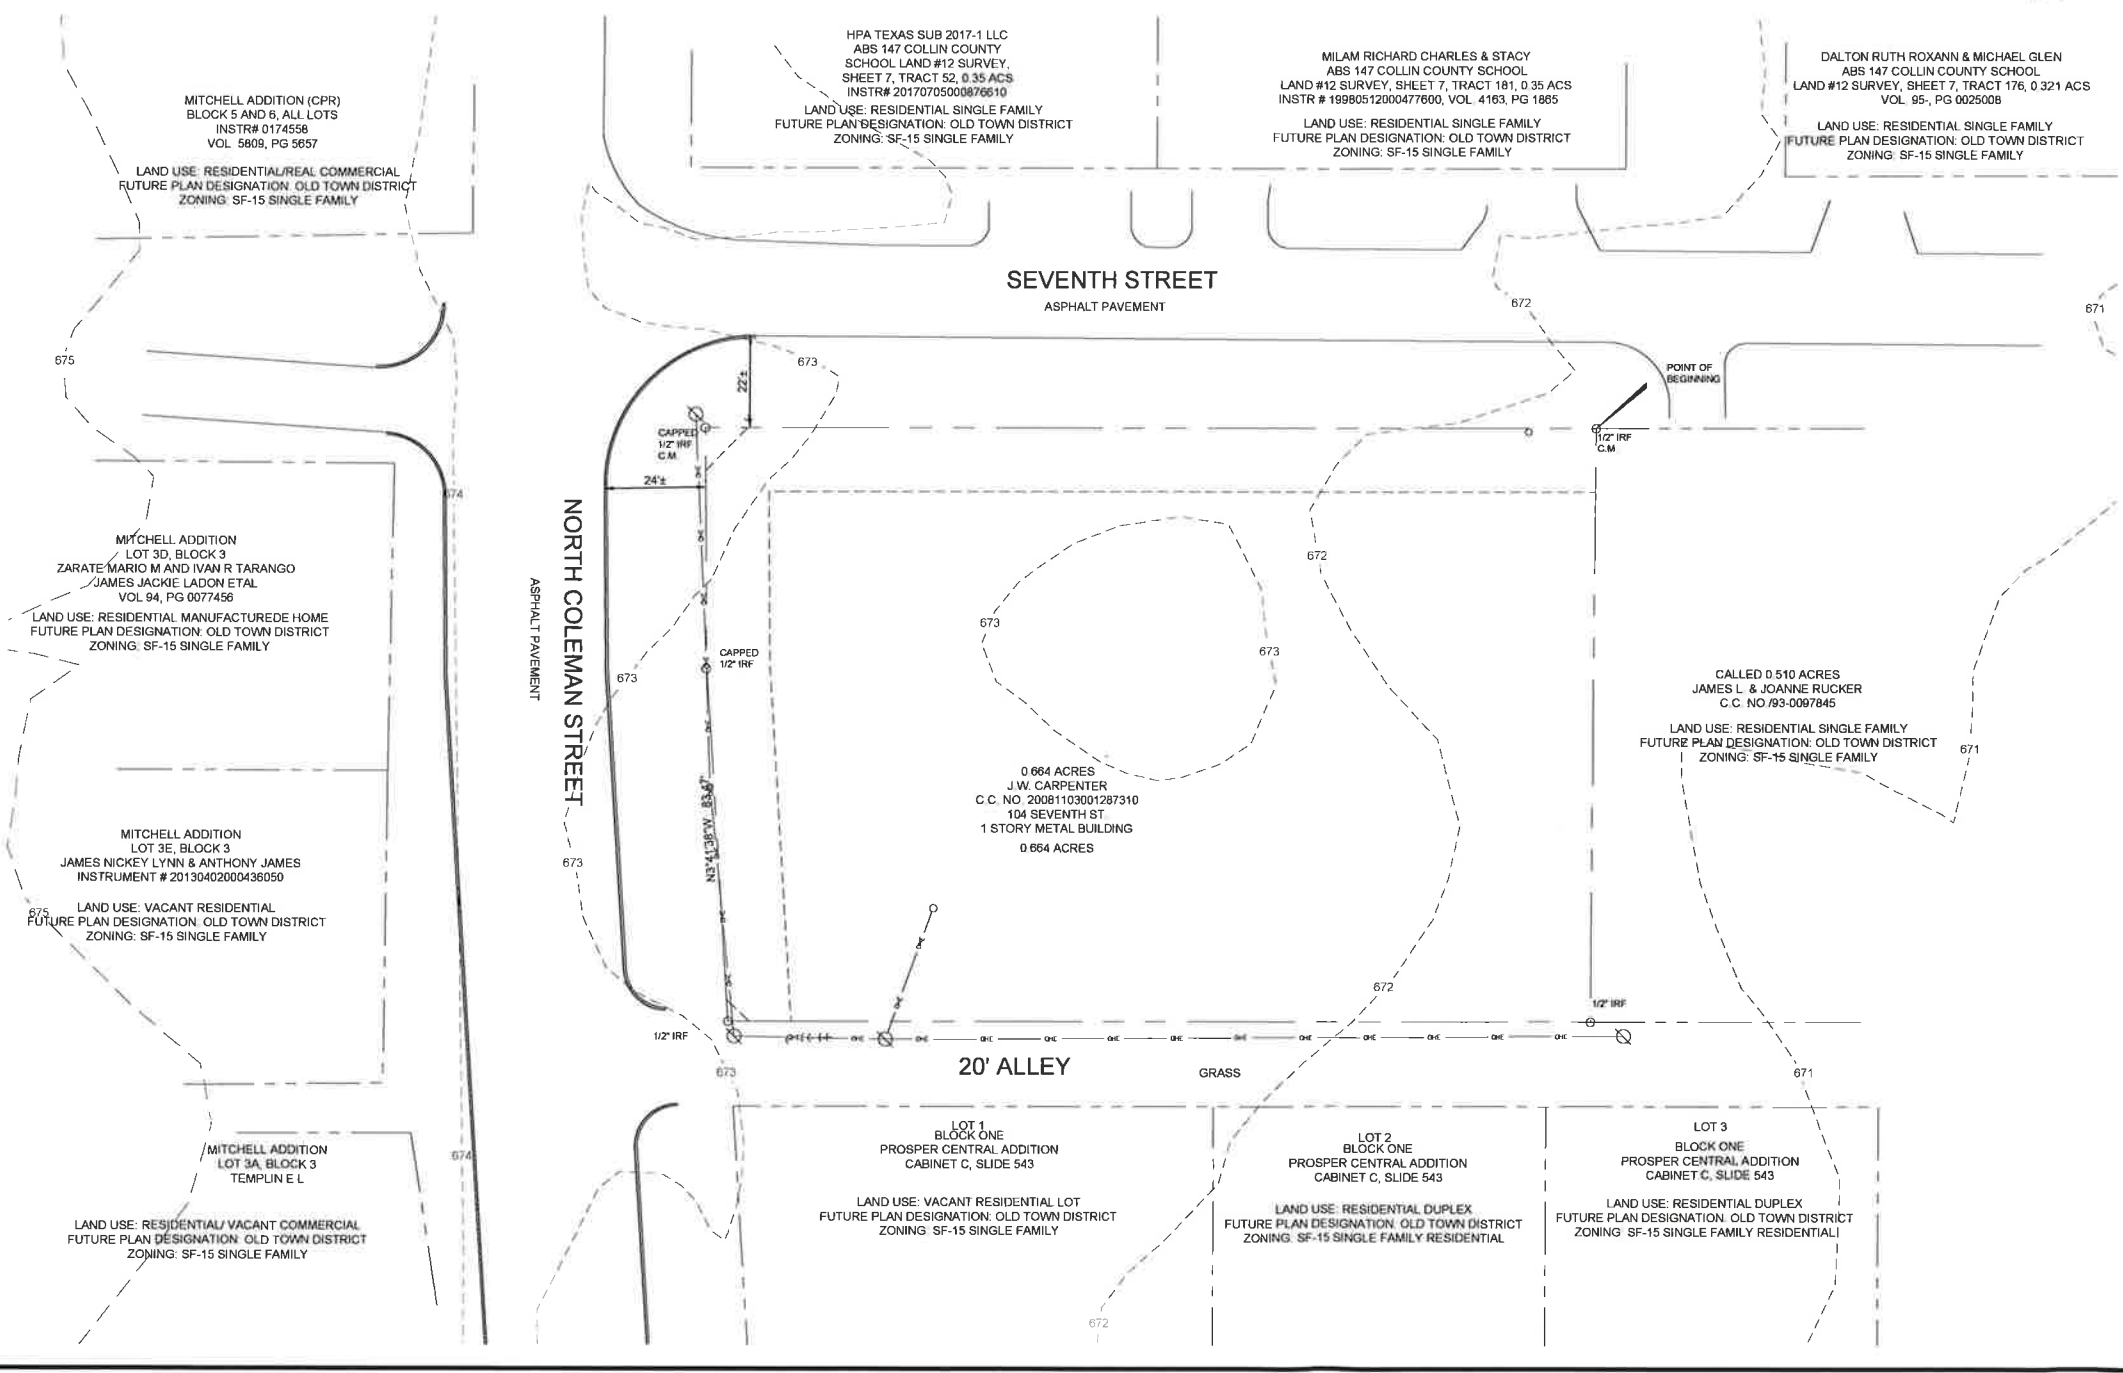 MITCHELL ADDITION (CPR)
BLOCK 5 AND 6, ALL LOTS
INSTR# 0174558
VOL 5809, PG 5657
LAND USE: RESIDENTIAL/REAL COMMERCIAL
FUTURE PLAN DESIGNATION: OLD TOWN DISTRICT
ZONING: SF-15 SINGLE FAMILY
HPA TEXAS SUB 2017-1 LLC
ABS 147 COLLIN COUNTY
SCHOOL LAND #12 SURVEY,
SHEET 7, TRACT 52, 0.35 ACS
INSTR# 20170705000876610
LAND USE: RESIDENTIAL SINGLE FAMILY
FUTURE PLAN DESIGNATION: OLD TOWN DISTRICT
ZONING: SF-15 SINGLE FAMILY
MILAM RICHARD CHARLES & STACY
ABS 147 COLLIN COUNTY SCHOOL
LAND #12 SURVEY, SHEET 7, TRACT 181, 0.35 ACS
INSTR # 19980512000477600, VOL 4163, PG 1865
LAND USE: RESIDENTIAL SINGLE FAMILY
FUTURE PLAN DESIGNATION: OLD TOWN DISTRICT
ZONING: SF-15 SINGLE FAMILY
DALTON RUTH ROXANN & MICHAEL GLEN
ABS 147 COLLIN COUNTY SCHOOL
LAND #12 SURVEY, SHEET 7, TRACT 176, 0.321 ACS
VOL 95-, PG 0025008
LAND USE: RESIDENTIAL SINGLE FAMILY
FUTURE PLAN DESIGNATION: OLD TOWN DISTRICT
ZONING: SF-15 SINGLE FAMILY
SEVENTH STREET
ASPHALT PAVEMENT
672
671
675
673
POINT OF
BEGINNING
22'±
CAPPED
1/2" IRF
C.M.
1/2" IRF
C.M.
24'±
674
NORTH COLEMAN STREET
ASPHALT PAVEMENT
MITCHELL ADDITION
LOT 3D, BLOCK 3
ZARATE MARIO M AND IVAN R TARANGO
JAMES JACKIE LADON ETAL
VOL 94, PG 0077456
LAND USE: RESIDENTIAL MANUFACTUREDE HOME
FUTURE PLAN DESIGNATION: OLD TOWN DISTRICT
ZONING: SF-15 SINGLE FAMILY
672
673
673
CAPPED
1/2" IRF
673
CALLED 0.510 ACRES
JAMES L. & JOANNE RUCKER
C.C. NO./93-0097845
LAND USE: RESIDENTIAL SINGLE FAMILY
FUTURE PLAN DESIGNATION: OLD TOWN DISTRICT
ZONING: SF-15 SINGLE FAMILY
671
0.664 ACRES
J.W. CARPENTER
C.C. NO. 20081103001287310
104 SEVENTH ST.
1 STORY METAL BUILDING
0.664 ACRES
N3°41'38"W 83.47'
MITCHELL ADDITION
LOT 3E, BLOCK 3
JAMES NICKEY LYNN & ANTHONY JAMES
INSTRUMENT # 20130402000436050
LAND USE: VACANT RESIDENTIAL
FUTURE PLAN DESIGNATION: OLD TOWN DISTRICT
ZONING: SF-15 SINGLE FAMILY
675
673
672
1/2" IRF
1/2" IRF
OHE OHE OHE OHE OHE OHE OHE OHE OHE OHE OHE
20' ALLEY
GRASS
673
671
674
MITCHELL ADDITION
LOT 3A, BLOCK 3
TEMPLIN E L
LAND USE: RESIDENTIAL/ VACANT COMMERCIAL
FUTURE PLAN DESIGNATION: OLD TOWN DISTRICT
ZONING: SF-15 SINGLE FAMILY
LOT 1
BLOCK ONE
PROSPER CENTRAL ADDITION
CABINET C, SLIDE 543
LAND USE: VACANT RESIDENTIAL LOT
FUTURE PLAN DESIGNATION: OLD TOWN DISTRICT
ZONING: SF-15 SINGLE FAMILY
LOT 2
BLOCK ONE
PROSPER CENTRAL ADDITION
CABINET C, SLIDE 543
LAND USE: RESIDENTIAL DUPLEX
FUTURE PLAN DESIGNATION: OLD TOWN DISTRICT
ZONING: SF-15 SINGLE FAMILY RESIDENTIAL
LOT 3
BLOCK ONE
PROSPER CENTRAL ADDITION
CABINET C, SLIDE 543
LAND USE: RESIDENTIAL DUPLEX
FUTURE PLAN DESIGNATION: OLD TOWN DISTRICT
ZONING: SF-15 SINGLE FAMILY RESIDENTIAL
672